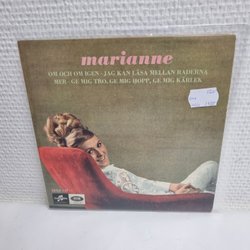 marianne
OM OCH OM IGEN - JAG KAN LÄSA MELLAN RADERNA
MER - GE MIG TRO, GE MIG HOPP, GE MIG KÄRLEK